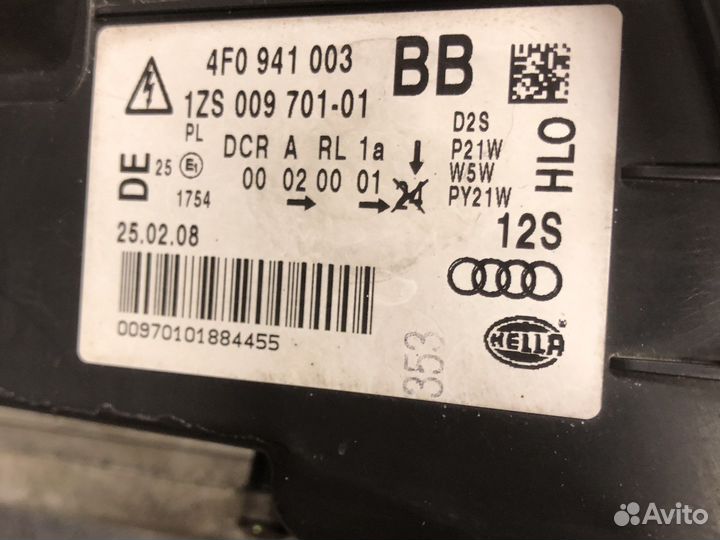 4F0 941 003 BB
1ZS 009 701-01
PL DCR A RL 1a
DE 25 E1 00 02 00 01 24
1754
D2S
P21W
W5W
PY21W
HLO
25.02.08
12S
00970101884455
353
HELLA
Avito